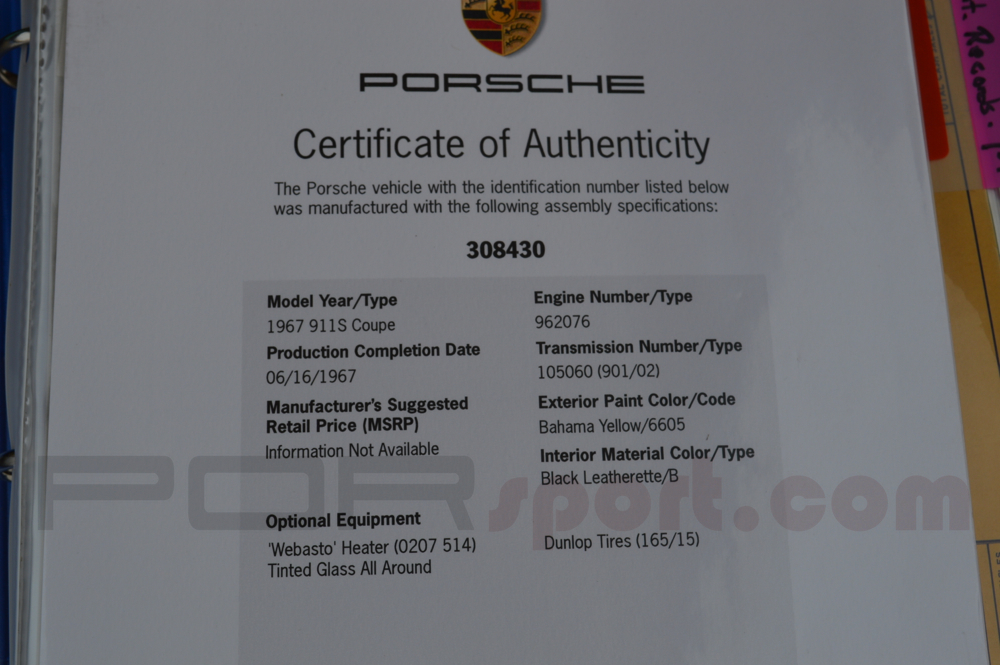 PORSCHE
Certificate of Authenticity
The Porsche vehicle with the identification number listed below
was manufactured with the following assembly specifications:
308430
Model Year/Type
1967 911S Coupe
Production Completion Date
06/16/1967
Manufacturer's Suggested
Retail Price (MSRP)
Information Not Available
Engine Number/Type
962076
Transmission Number/Type
105060 (901/02)
Exterior Paint Color/Code
Bahama Yellow/6605
Interior Material Color/Type
Black Leatherette/B
PORsport.com
Optional Equipment
'Webasto' Heater (0207 514)
Tinted Glass All Around
Dunlop Tires (165/15)
Records.